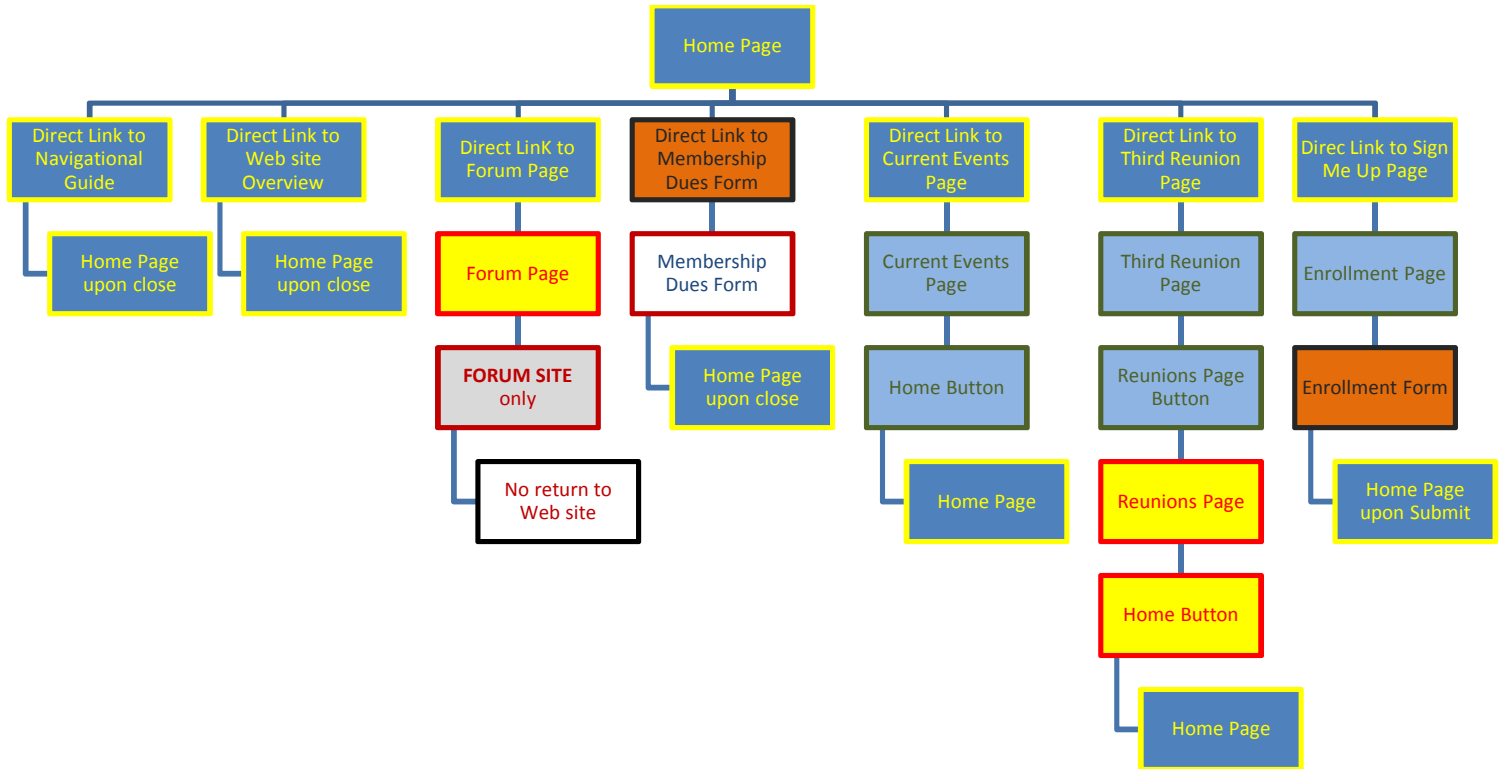 Home Page
Direct Link to
Navigational
Guide
Direct Link to
Web site
Overview
Direct LinK to
Forum Page
Direct Link to
Membership
Dues Form
Direct Link to
Current Events
Page
Direct Link to
Third Reunion
Page
Direc Link to Sign
Me Up Page
Home Page
upon close
Home Page
upon close
Forum Page
Membership
Dues Form
Current Events
Page
Third Reunion
Page
Enrollment Page
FORUM SITE
only
Home Page
upon close
Home Button
Reunions Page
Button
Enrollment Form
No return to
Web site
Home Page
Reunions Page
Home Page
upon Submit
Home Button
Home Page